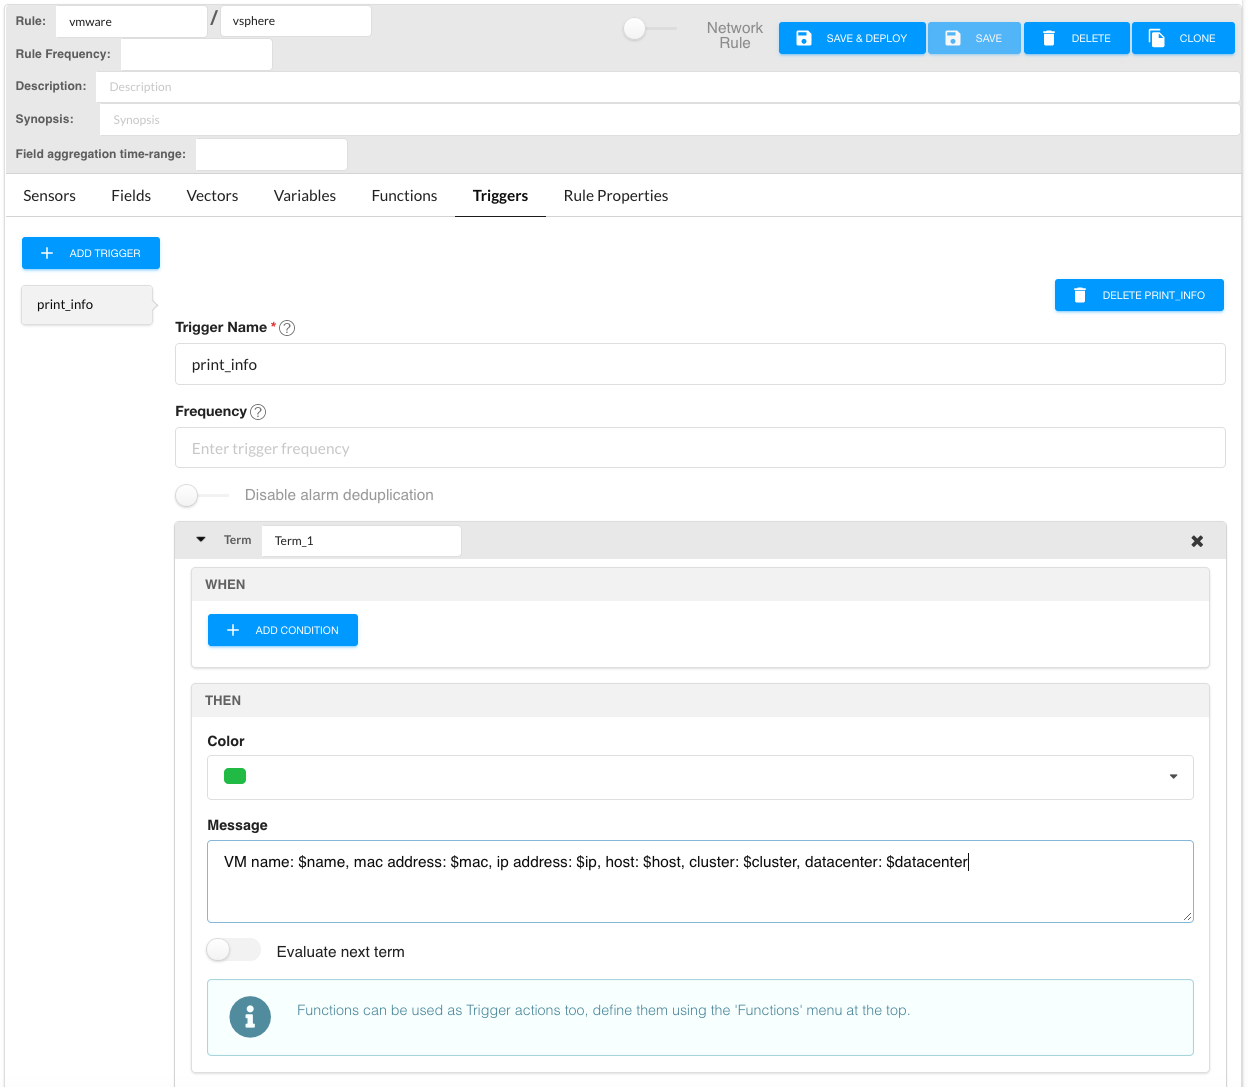 Rule: vmware / vsphere Network Rule SAVE & DEPLOY SAVE DELETE CLONE
Rule Frequency:
Description: Description
Synopsis: Synopsis
Field aggregation time-range:
Sensors Fields Vectors Variables Functions Triggers Rule Properties
ADD TRIGGER
print_info
DELETE PRINT_INFO
Trigger Name * ?
print_info
Frequency ?
Enter trigger frequency
Disable alarm deduplication
Term Term_1
WHEN
ADD CONDITION
THEN
Color
Message
VM name: $name, mac address: $mac, ip address: $ip, host: $host, cluster: $cluster, datacenter: $datacenter
Evaluate next term
Functions can be used as Trigger actions too, define them using the 'Functions' menu at the top.